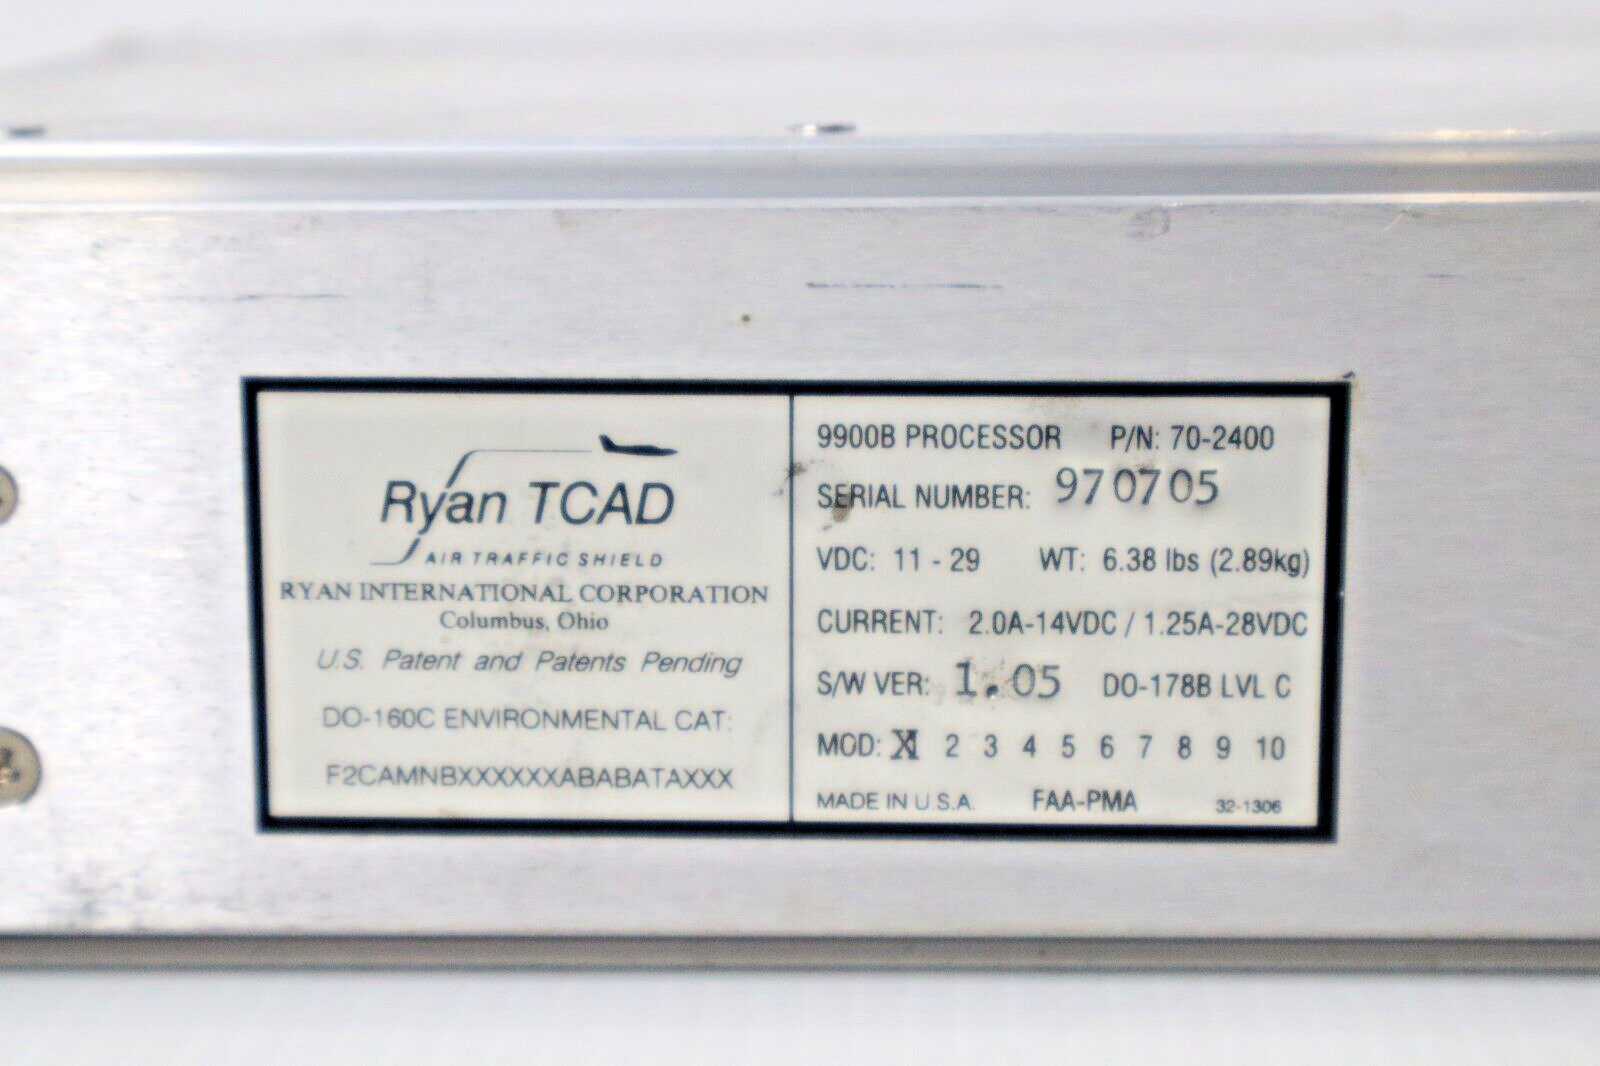 Ryan TCAD
AIR TRAFFIC SHIELD
RYAN INTERNATIONAL CORPORATION
Columbus, Ohio
U.S. Patent and Patents Pending
DO-160C ENVIRONMENTAL CAT:
F2CAMNBXXXXXXABABATAXXX
9900B PROCESSOR P/N: 70-2400
SERIAL NUMBER: 970705
VDC: 11 - 29 WT: 6.38 lbs (2.89kg)
CURRENT: 2.0A-14VDC / 1.25A-28VDC
S/W VER: 1.05 DO-178B LVL C
MOD: X1 2 3 4 5 6 7 8 9 10
MADE IN U.S.A. FAA-PMA 32-1306